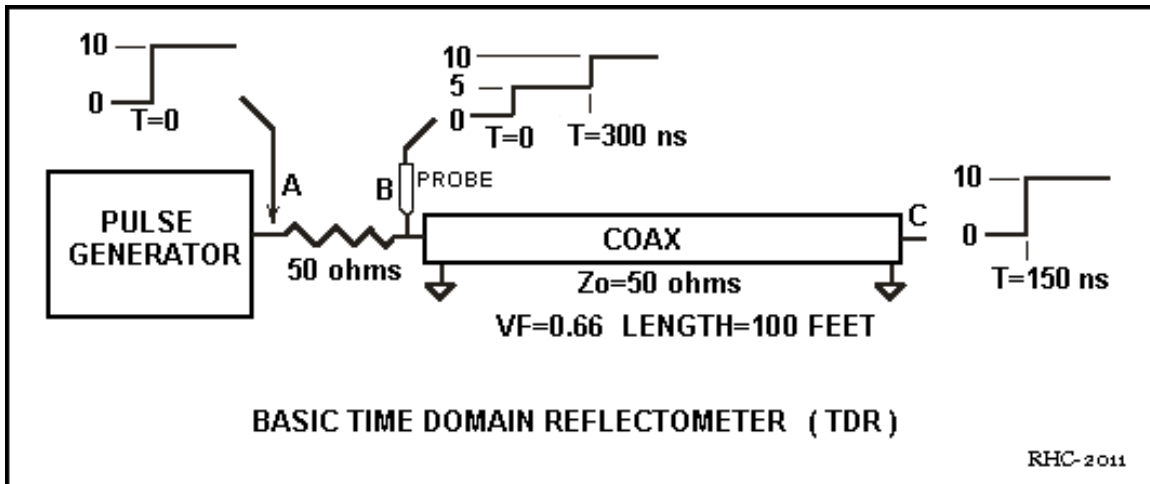 10
0
T=0
10
5
0
T=0
T=300 ns
A
B
PROBE
10
0
T=150 ns
C
PULSE
GENERATOR
50 ohms
COAX
Zo=50 ohms
VF=0.66 LENGTH=100 FEET
BASIC TIME DOMAIN REFLECTOMETER ( TDR )
RHC-2011